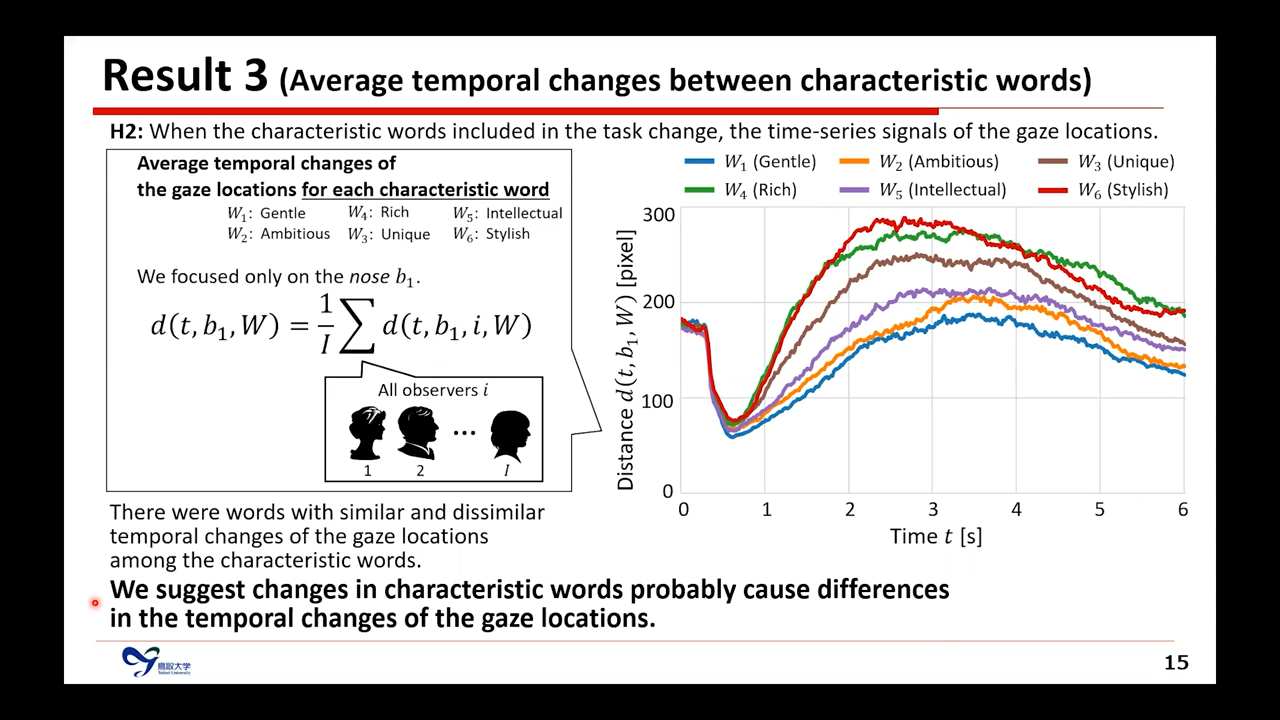 Result 3 (Average temporal changes between characteristic words)
H2: When the characteristic words included in the task change, the time-series signals of the gaze locations.
Average temporal changes of
the gaze locations for each characteristic word
W₁: Gentle W₄: Rich W₅: Intellectual
W₂: Ambitious W₃: Unique W₆: Stylish
We focused only on the nose b₁.
d(t, b₁, W) = 1/I ∑ d(t, b₁, i, W)
All observers i
1 2 ... I
There were words with similar and dissimilar
temporal changes of the gaze locations
among the characteristic words.
W₁ (Gentle) W₂ (Ambitious) W₃ (Unique)
W₄ (Rich) W₅ (Intellectual) W₆ (Stylish)
Distance d(t, b₁, W) [pixel]
300
200
100
0
0 1 2 3 4 5 6
Time t [s]
We suggest changes in characteristic words probably cause differences
in the temporal changes of the gaze locations.
鳥取大学
Tottori University
15